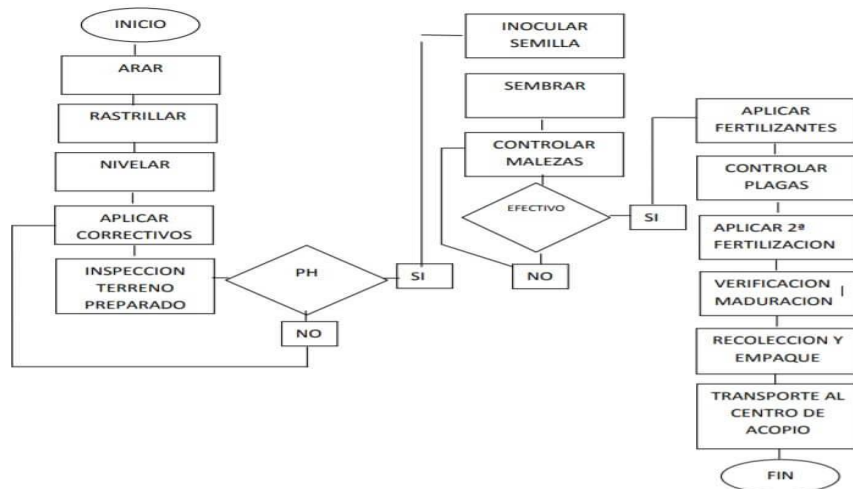 INICIO
ARAR
RASTRILLAR
NIVELAR
APLICAR
CORRECTIVOS
INSPECCION
TERRENO
PREPARADO
PH
SI
NO
INOCULAR
SEMILLA
SEMBRAR
CONTROLAR
MALEZAS
EFECTIVO
SI
NO
APLICAR
FERTILIZANTES
CONTROLAR
PLAGAS
APLICAR 2ª
FERTILIZACION
VERIFICACION
MADURACION
RECOLECCION Y
EMPAQUE
TRANSPORTE AL
CENTRO DE
ACOPIO
FIN